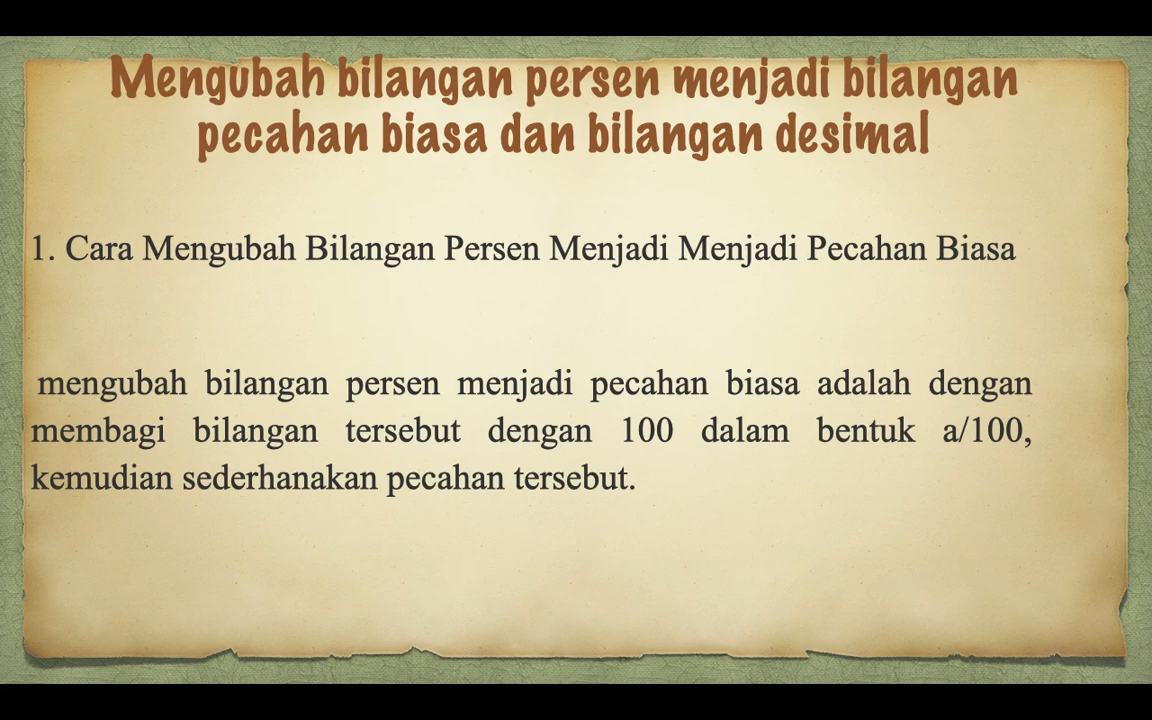 Mengubah bilangan persen menjadi bilangan
pecahan biasa dan bilangan desimal
1. Cara Mengubah Bilangan Persen Menjadi Menjadi Pecahan Biasa
mengubah bilangan persen menjadi pecahan biasa adalah dengan
membagi bilangan tersebut dengan 100 dalam bentuk a/100,
kemudian sederhanakan pecahan tersebut.